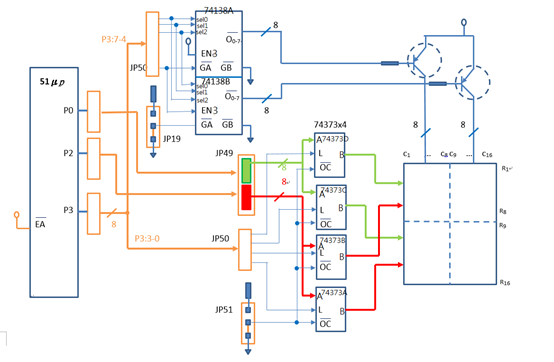 74138A
P3:7-4
sel0
sel1
sel2
8
O0-7
EN3
JP50
GA GB
51μp
74138B
sel0
sel1
sel2
O0-7
8
EN3
GA GB
P0
JP19
74373x4
8
8
P2
JP49
A 74373D
B
L
OC
C1 ... C8 C9 ... C16
R1
8
8
A 74373C
B
L
OC
R8
R9
P3
EA
8
P3:3-0
JP50
A 74373B
B
L
OC
R16
JP51
74373A
A
B
L
OC